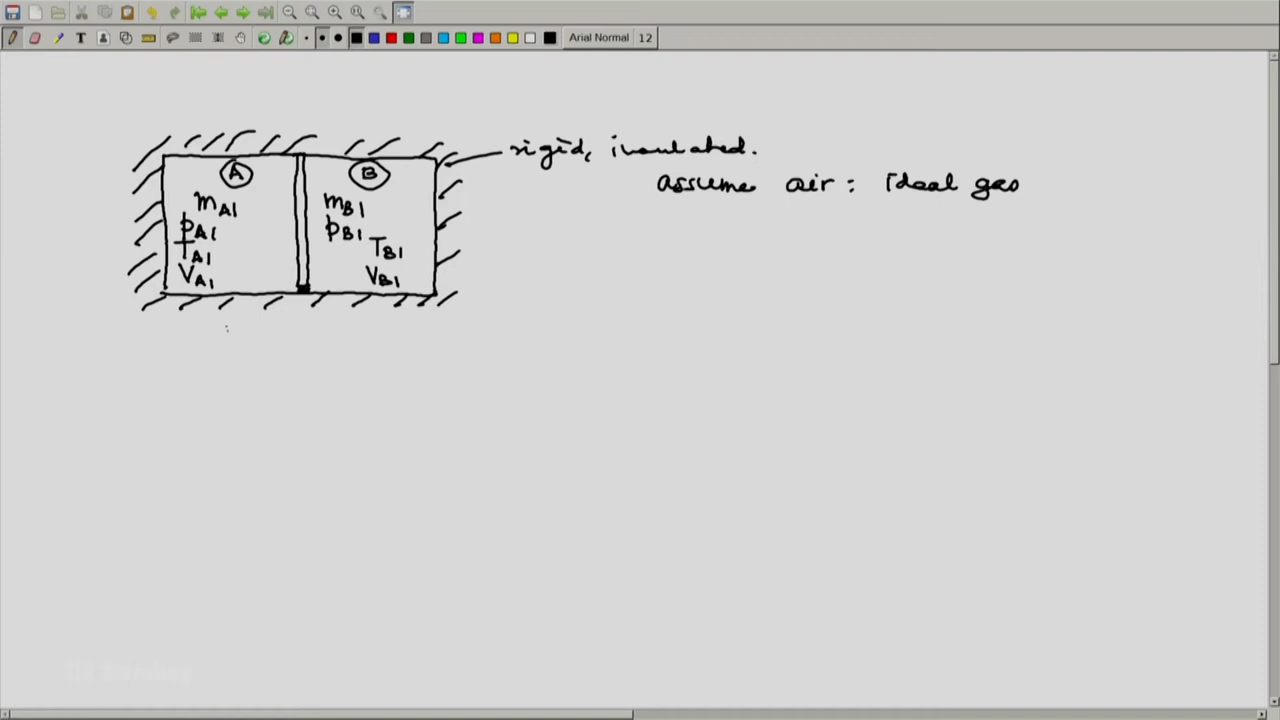 Arial Normal 12
rigid, insulated.
assume air : Ideal gas
A B
mA1 mB1
pA1 pB1
TA1 TB1
VA1 VB1